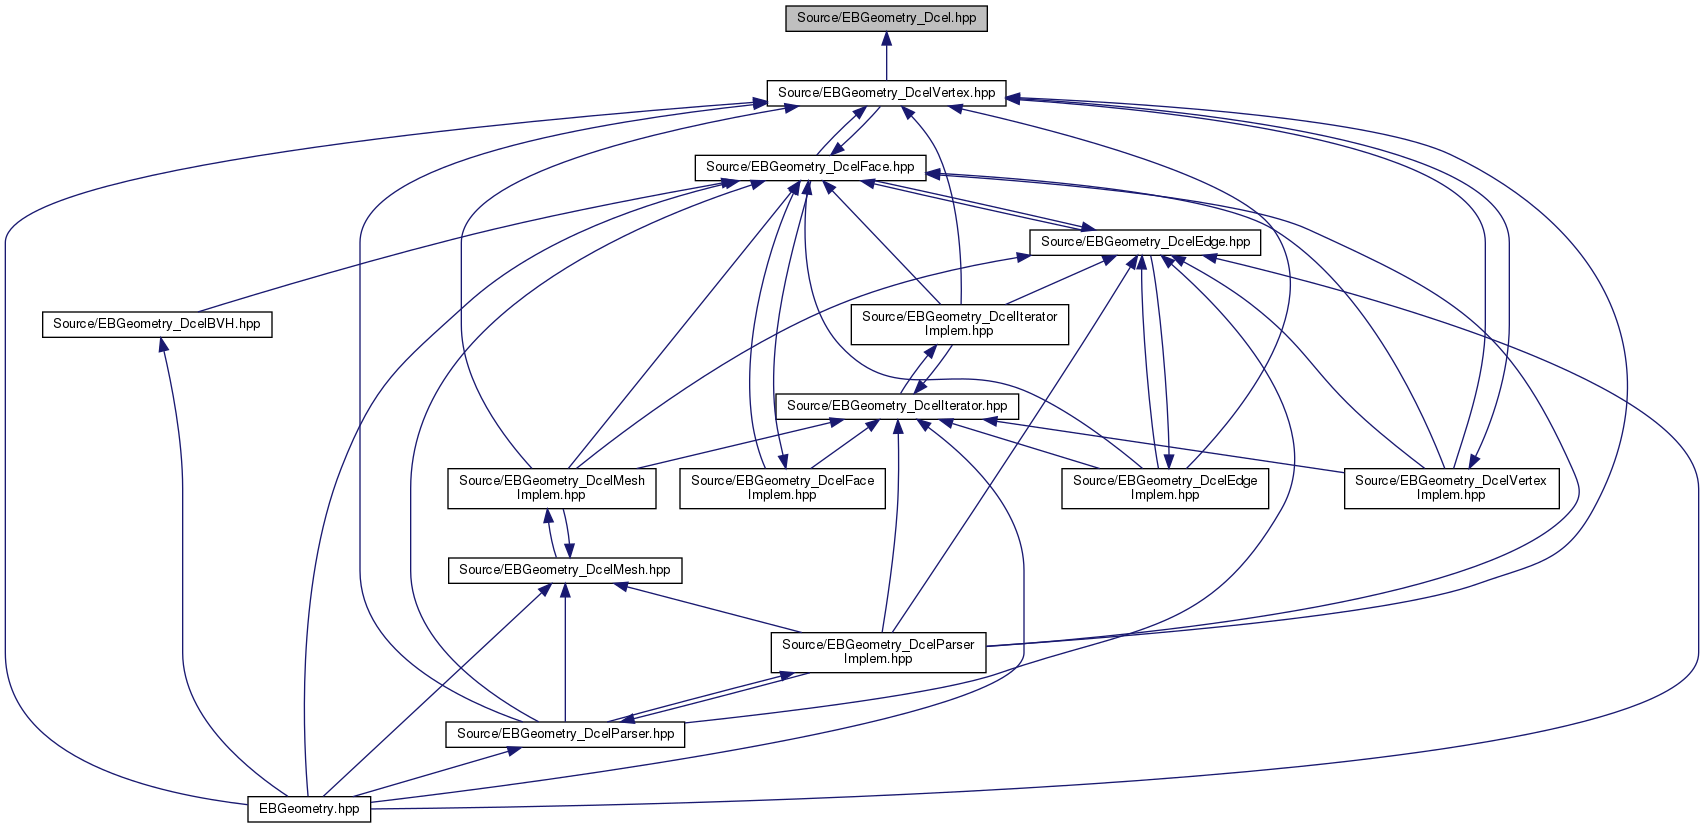 Source/EBGeometry_Dcel.hpp
Source/EBGeometry_DcelVertex.hpp
Source/EBGeometry_DcelFace.hpp
Source/EBGeometry_DcelEdge.hpp
Source/EBGeometry_DcelBVH.hpp
Source/EBGeometry_DcelIterator
Implem.hpp
Source/EBGeometry_DcelIterator.hpp
Source/EBGeometry_DcelMesh
Implem.hpp
Source/EBGeometry_DcelFace
Implem.hpp
Source/EBGeometry_DcelEdge
Implem.hpp
Source/EBGeometry_DcelVertex
Implem.hpp
Source/EBGeometry_DcelMesh.hpp
Source/EBGeometry_DcelParser
Implem.hpp
Source/EBGeometry_DcelParser.hpp
EBGeometry.hpp